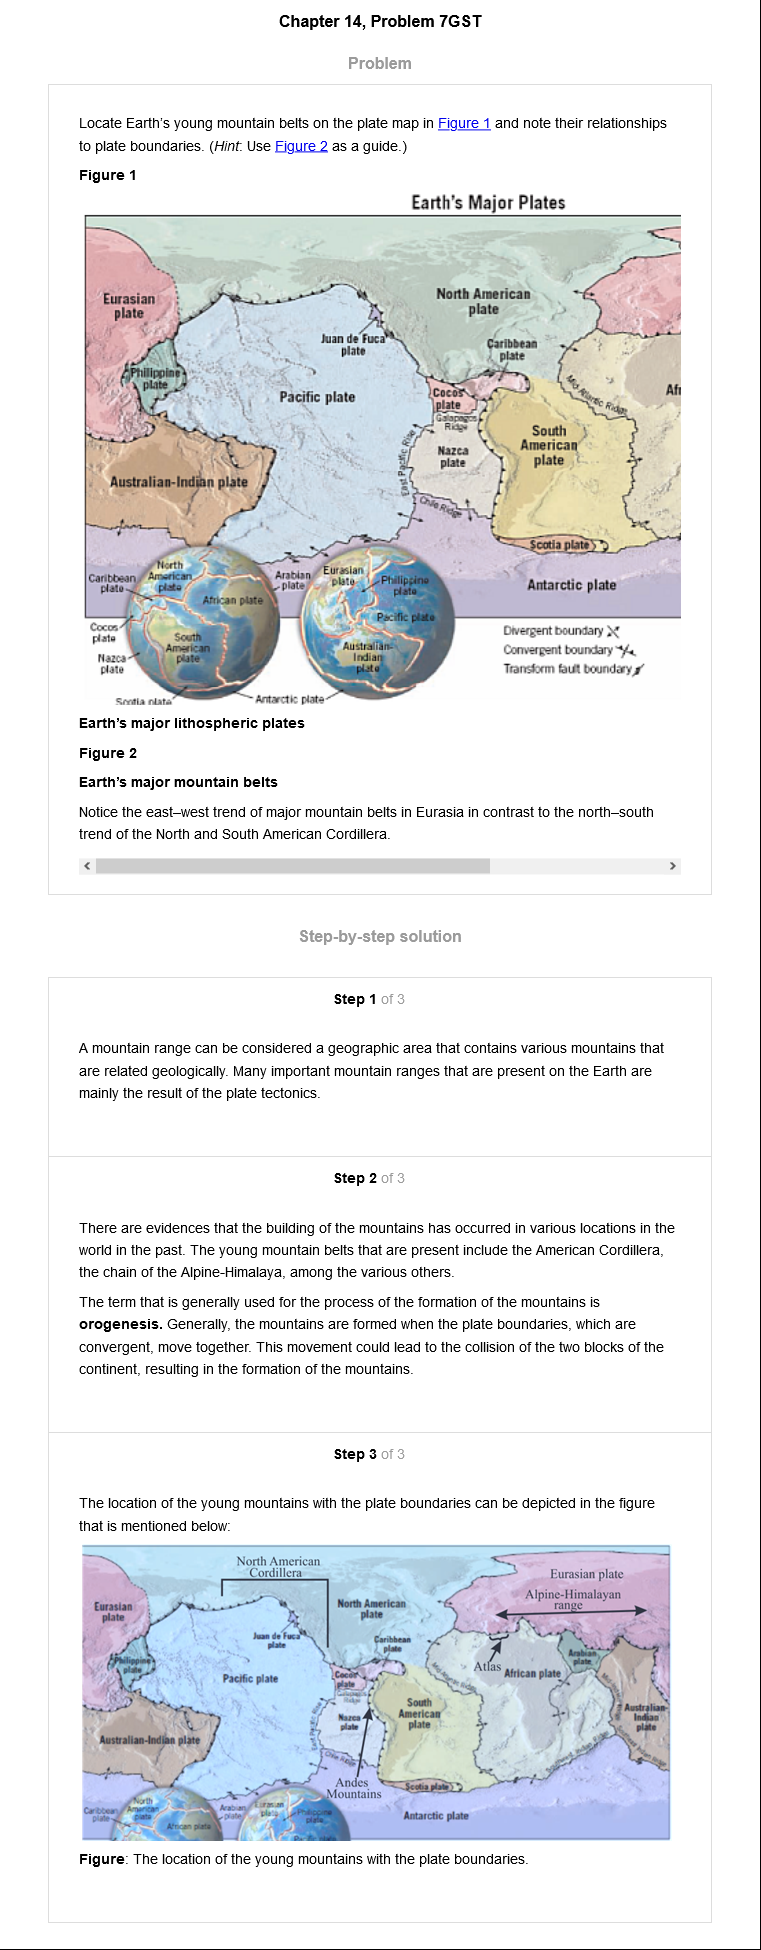 Chapter 14, Problem 7GST
Problem
Locate Earth's young mountain belts on the plate map in Figure 1 and note their relationships
to plate boundaries. (Hint: Use Figure 2 as a guide.)
Figure 1
Earth's Major Plates
Eurasian
plate
North American
plate
Juan de Fuca
plate
Caribbean
plate
Philippine
plate
Pacific plate
Cocos
plate
Galapagos
Ridge
Mid Atlantic Ridge
Afr
South
American
plate
Nazca
plate
East Pacific Rise
Australian-Indian plate
Chile Ridge
Scotia plate
Antarctic plate
North
American
plate
Caribbean
plate
African plate
Arabian
plate
Eurasian
plate
Philippine
plate
Cocos
plate
South
American
plate
Pacific plate
Nazca
plate
Australian-
Indian
plate
Scotia plate
Antarctic plate
Divergent boundary
Convergent boundary
Transform fault boundary
Earth's major lithospheric plates
Figure 2
Earth's major mountain belts
Notice the east–west trend of major mountain belts in Eurasia in contrast to the north–south
trend of the North and South American Cordillera.
Step-by-step solution
Step 1 of 3
A mountain range can be considered a geographic area that contains various mountains that
are related geologically. Many important mountain ranges that are present on the Earth are
mainly the result of the plate tectonics.
Step 2 of 3
There are evidences that the building of the mountains has occurred in various locations in the
world in the past. The young mountain belts that are present include the American Cordillera,
the chain of the Alpine-Himalaya, among the various others.
The term that is generally used for the process of the formation of the mountains is
orogenesis. Generally, the mountains are formed when the plate boundaries, which are
convergent, move together. This movement could lead to the collision of the two blocks of the
continent, resulting in the formation of the mountains.
Step 3 of 3
The location of the young mountains with the plate boundaries can be depicted in the figure
that is mentioned below:
North American
Cordillera
Eurasian plate
Alpine-Himalayan
range
Eurasian
plate
North American
plate
Juan de Fuca
plate
Caribbean
plate
Philippine
plate
Pacific plate
Cocos
plate
Galapagos
Ridge
Mid Atlantic Ridge
Atlas
African plate
Arabian
plate
South
American
plate
Nazca
plate
East Pacific Rise
Australian-
Indian
plate
Australian-Indian plate
Chile Ridge
Andes
Mountains
Scotia plate
Antarctic plate
Caribbean
plate
North
American
plate
African plate
Arabian
plate
Eurasian
plate
Philippine
plate
Pacific plate
Figure: The location of the young mountains with the plate boundaries.